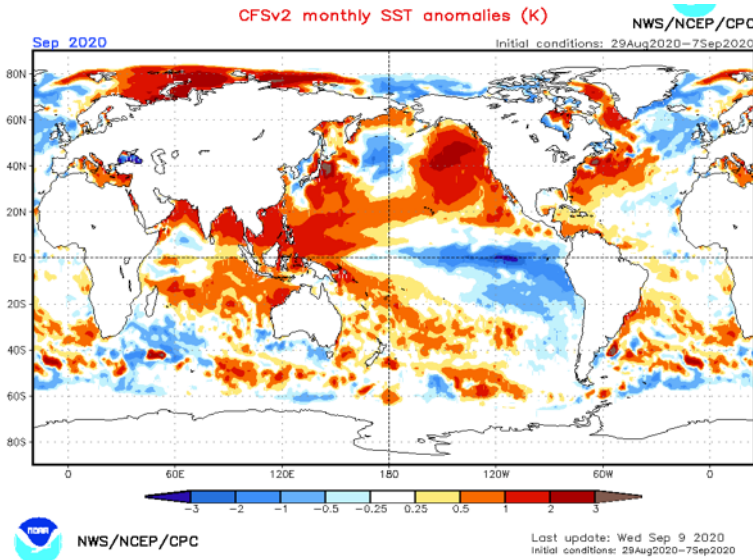 CFSv2 monthly SST anomalies (K)
NWS/NCEP/CPC
Sep 2020
Initial conditions: 29Aug2020-7Sep2020
80N
60N
40N
20N
EQ
20S
40S
60S
80S
0 60E 120E 180 120W 60W 0
-3 -2 -1 -0.5 -0.25 0.25 0.5 1 2 3
NOAA
NWS/NCEP/CPC
Last update: Wed Sep 9 2020
Initial conditions: 29Aug2020-7Sep2020